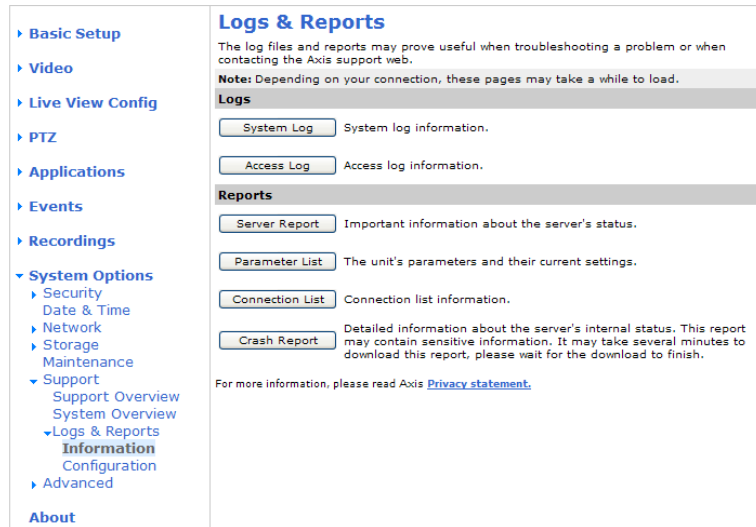 Basic Setup
Video
Live View Config
PTZ
Applications
Events
Recordings
System Options
Security
Date & Time
Network
Storage
Maintenance
Support
Support Overview
System Overview
Logs & Reports
Information
Configuration
Advanced
About
Logs & Reports
The log files and reports may prove useful when troubleshooting a problem or when
contacting the Axis support web.
Note: Depending on your connection, these pages may take a while to load.
Logs
System Log System log information.
Access Log Access log information.
Reports
Server Report Important information about the server's status.
Parameter List The unit's parameters and their current settings.
Connection List Connection list information.
Crash Report Detailed information about the server's internal status. This report
may contain sensitive information. It may take several minutes to
download this report, please wait for the download to finish.
For more information, please read Axis Privacy statement.